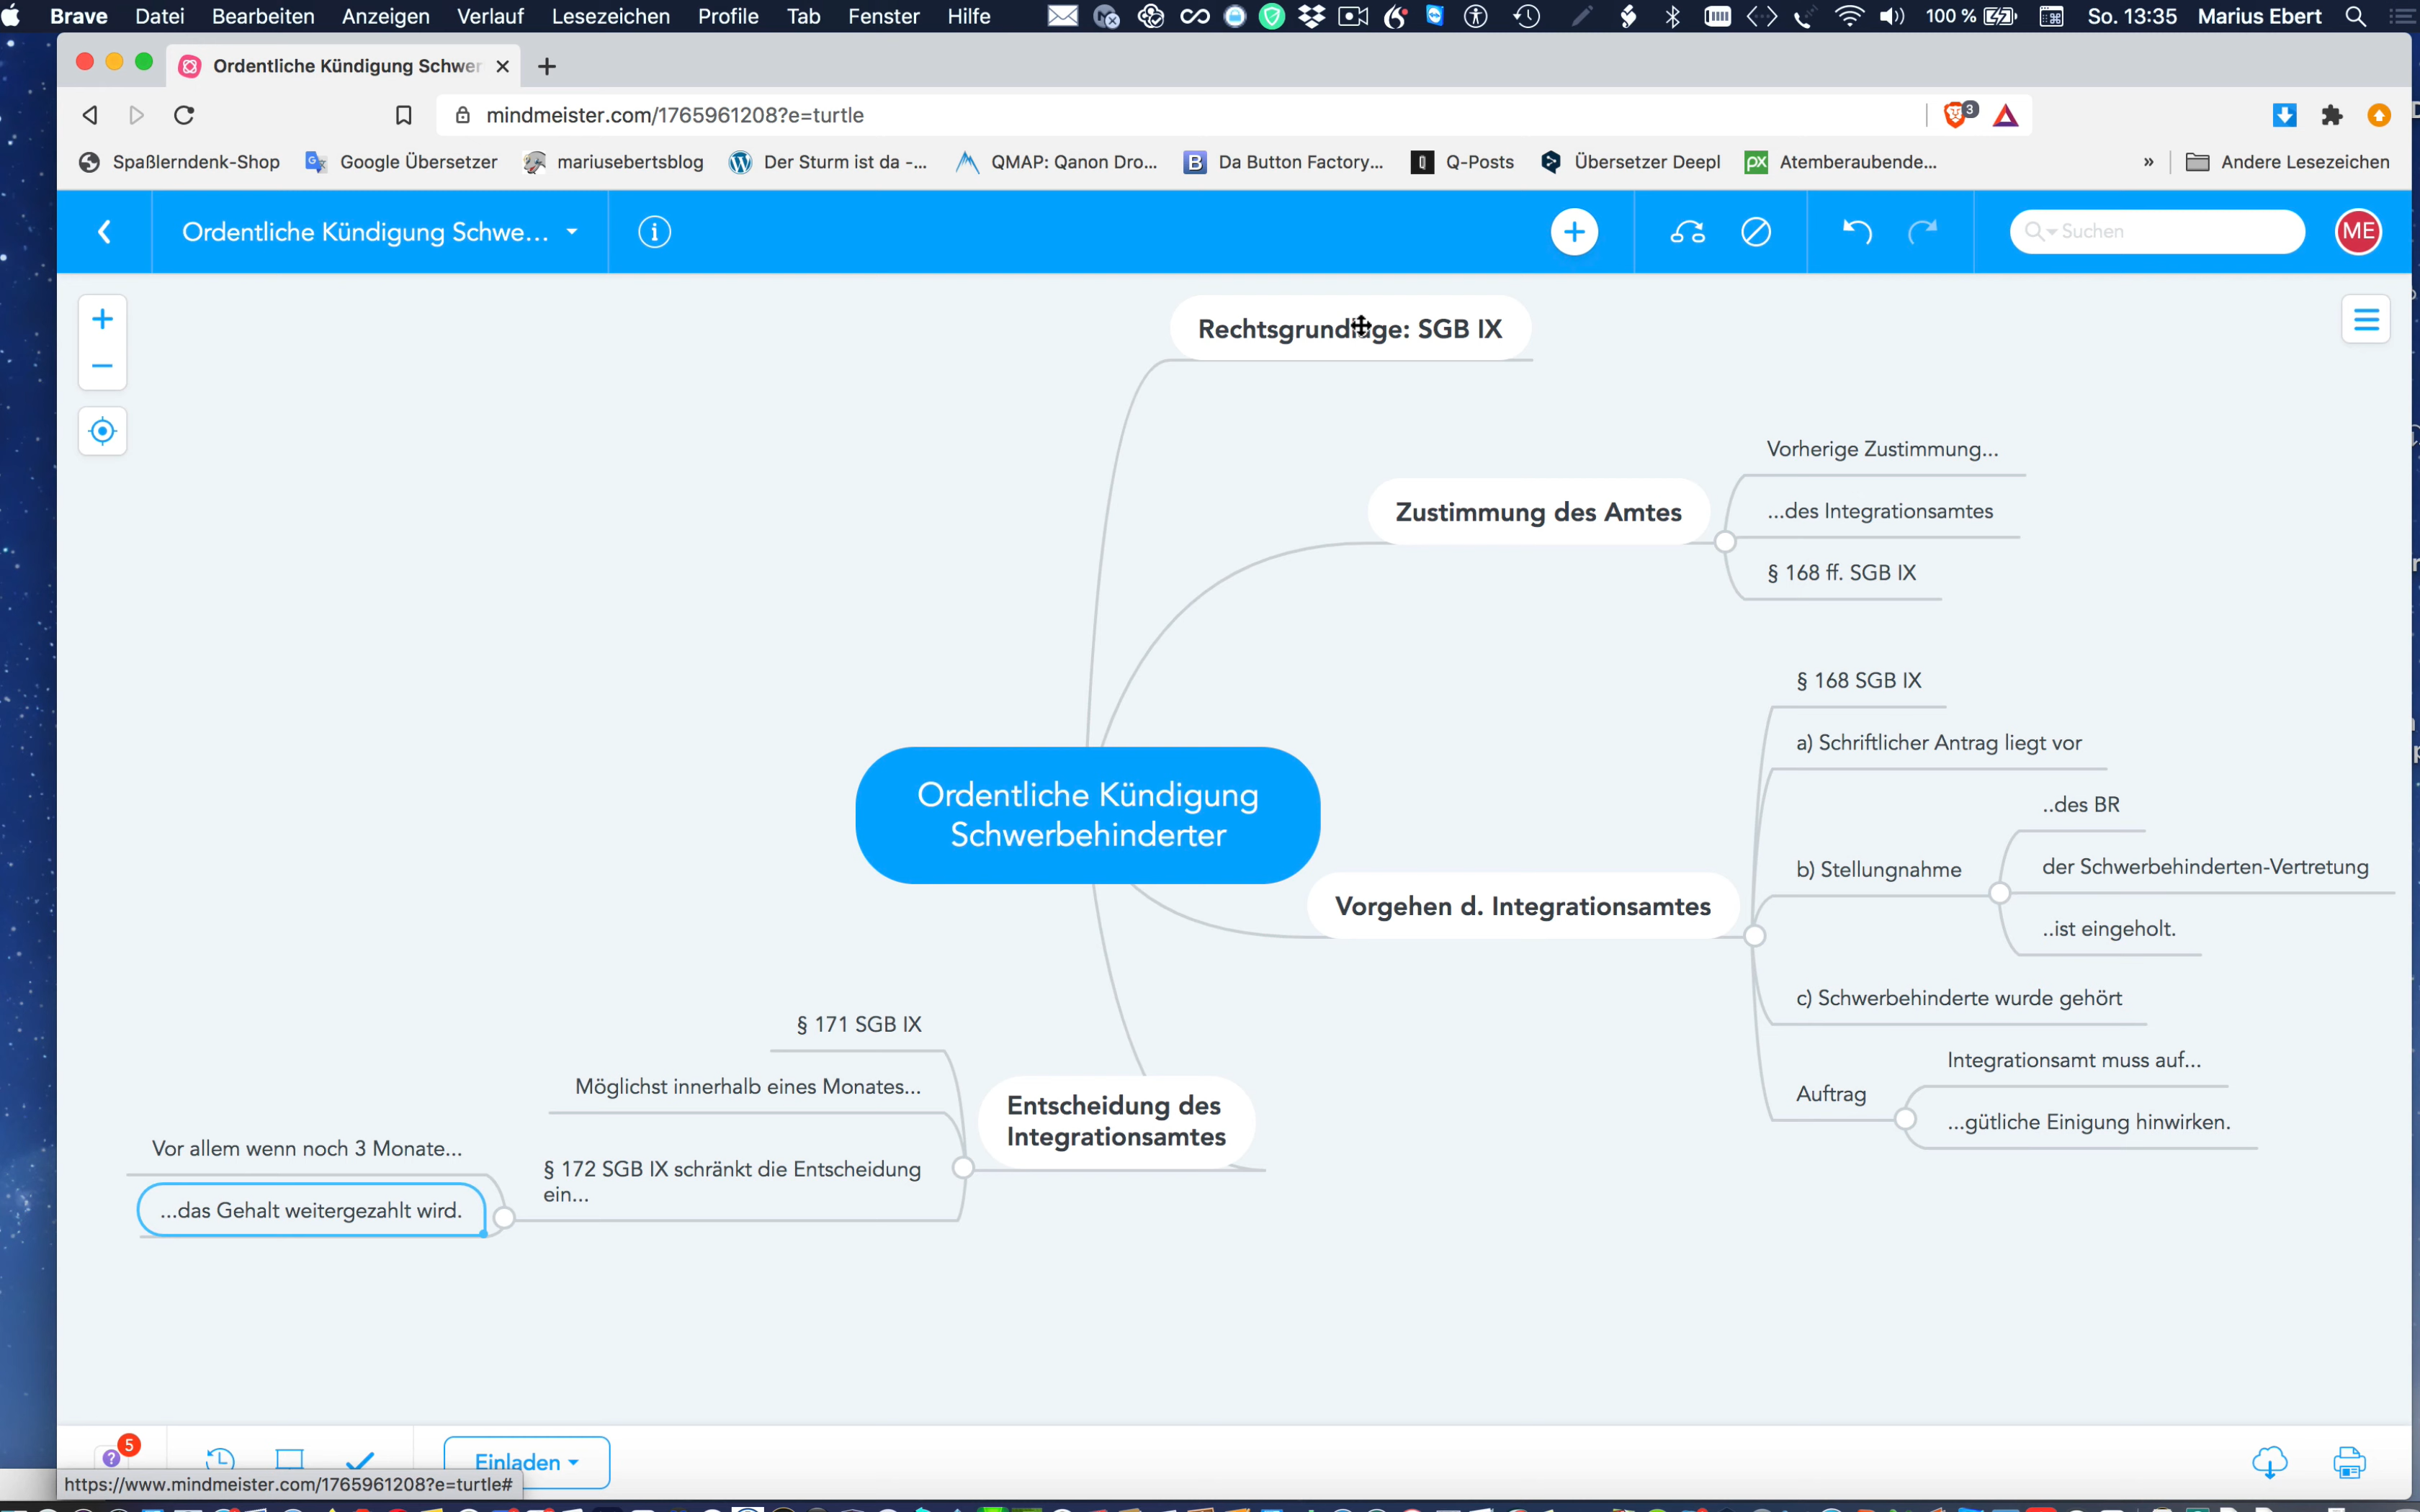 Brave Datei Bearbeiten Anzeigen Verlauf Lesezeichen Profile Tab Fenster Hilfe 100 % So. 13:35 Marius Ebert
Ordentliche Kündigung Schwer
mindmeister.com/1765961208?e=turtle 3
Spaßlerndenk-Shop Google Übersetzer mariusebertsblog Der Sturm ist da -... QMAP: Qanon Dro... Da Button Factory... Q-Posts Übersetzer Deepl Atemberaubende... » Andere Lesezeichen
Ordentliche Kündigung Schwe... Suchen ME
Rechtsgrundlage: SGB IX
Zustimmung des Amtes
Vorherige Zustimmung...
...des Integrationsamtes
§ 168 ff. SGB IX
Ordentliche Kündigung
Schwerbehinderter
Vorgehen d. Integrationsamtes
§ 168 SGB IX
a) Schriftlicher Antrag liegt vor
b) Stellungnahme
..des BR
der Schwerbehinderten-Vertretung
..ist eingeholt.
c) Schwerbehinderte wurde gehört
Auftrag
Integrationsamt muss auf...
...gütliche Einigung hinwirken.
Entscheidung des
Integrationsamtes
§ 171 SGB IX
Möglichst innerhalb eines Monates...
§ 172 SGB IX schränkt die Entscheidung
ein...
Vor allem wenn noch 3 Monate...
...das Gehalt weitergezahlt wird.
5
Einladen
https://www.mindmeister.com/1765961208?e=turtle#